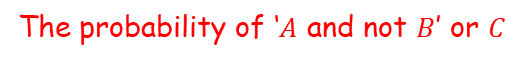 The probability of ‘A and not B’ or C